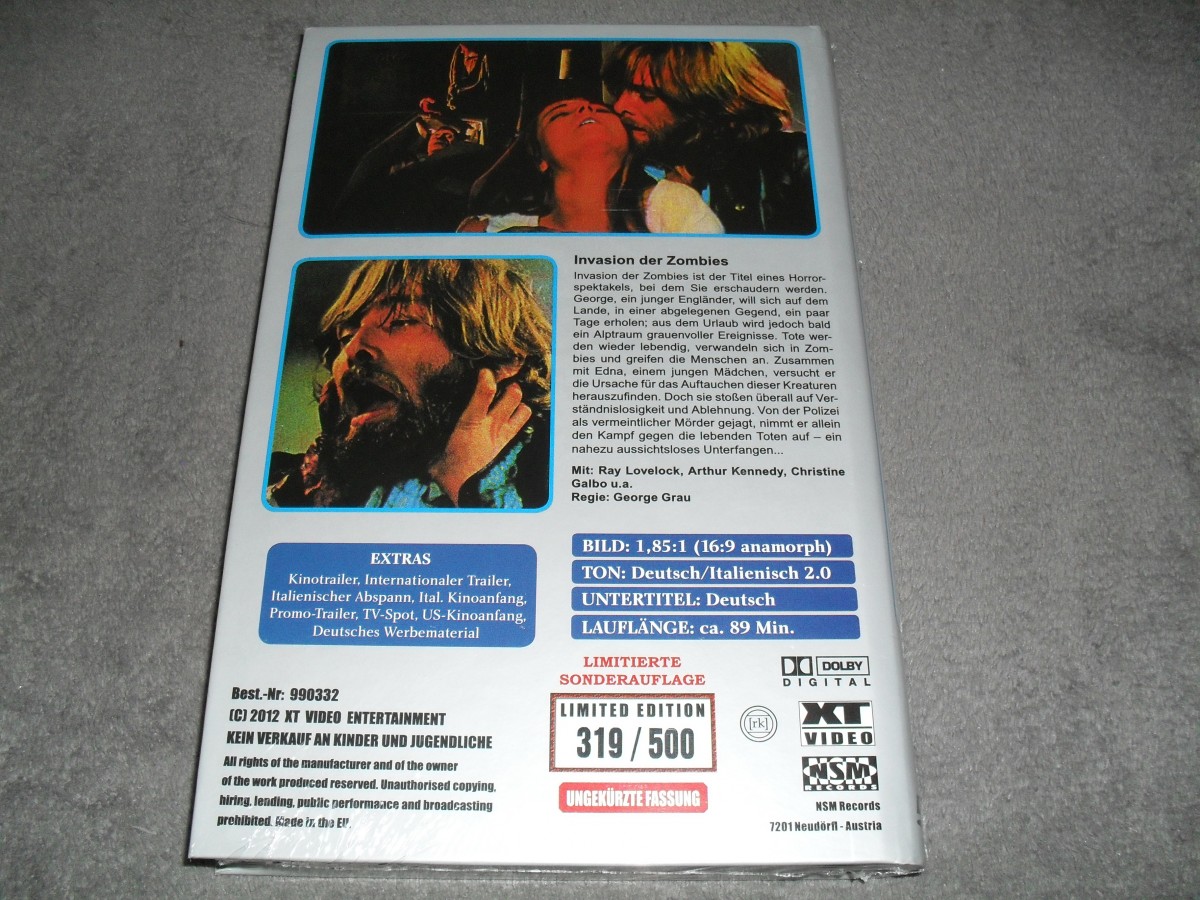 Invasion der Zombies
Invasion der Zombies ist der Titel eines Horror-
spektakels, bei dem Sie erschaudern werden.
George, ein junger Engländer, will sich auf dem
Lande, in einer abgelegenen Gegend, ein paar
Tage erholen; aus dem Urlaub wird jedoch bald
ein Alptraum grauenvoller Ereignisse. Tote wer-
den wieder lebendig, verwandeln sich in Zom-
bies und greifen die Menschen an. Zusammen
mit Edna, einem jungen Mädchen, versucht er
die Ursache für das Auftauchen dieser Kreaturen
herauszufinden. Doch sie stoßen überall auf Ver-
ständnislosigkeit und Ablehnung. Von der Polizei
als vermeintlicher Mörder gejagt, nimmt er allein
den Kampf gegen die lebenden Toten auf – ein
nahezu aussichtsloses Unterfangen...
Mit: Ray Lovelock, Arthur Kennedy, Christine
Galbo u.a.
Regie: George Grau
EXTRAS
Kinotrailer, Internationaler Trailer,
Italienischer Abspann, Ital. Kinoanfang,
Promo-Trailer, TV-Spot, US-Kinoanfang,
Deutsches Werbematerial
BILD: 1,85:1 (16:9 anamorph)
TON: Deutsch/Italienisch 2.0
UNTERTITEL: Deutsch
LAUFLÄNGE: ca. 89 Min.
Best.-Nr: 990332
(C) 2012 XT VIDEO ENTERTAINMENT
KEIN VERKAUF AN KINDER UND JUGENDLICHE
All rights of the manufacturer and of the owner
of the work produced reserved. Unauthorised copying,
hiring, lending, public performance and broadcasting
prohibited. Made in the EU.
LIMITIERTE
SONDERAUFLAGE
LIMITED EDITION
319 / 500
UNGEKÜRZTE FASSUNG
[rk]
DOLBY
DIGITAL
XT
VIDEO
NSM
RECORDS
NSM Records
7201 Neudörfl - Austria